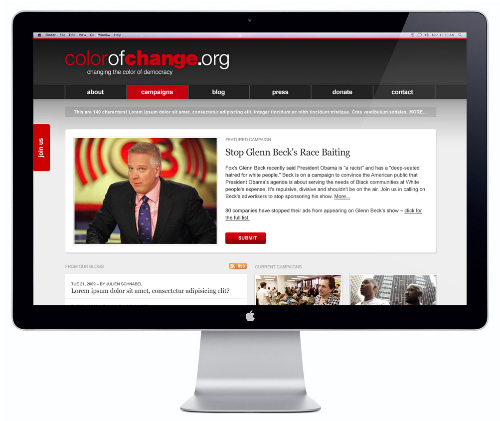 colorofchange.org
changing the color of democracy
about campaigns blog press donate contact
This are 140 characters! Lorem ipsum dolor sit amet, consectetur adipiscing elit. Integer tincidunt ac nibh tincidunt tristique. Cras vestibulum sodales. MORE...
join us
FEATURED CAMPAIGN
Stop Glenn Beck's Race Baiting
Fox's Glenn Beck recently said President Obama is "a racist" and has a "deep-seated
hatred for white people." Beck is on a campaign to convince the American public that
President Obama's agenda is about serving the needs of Black communities at White
people's expense. It's repulsive, divisive and shouldn't be on the air. Join us in calling on
Beck's advertisers to stop sponsoring his show. More...
80 companies have stopped their ads from appearing on Glenn Beck's show – click for
the full list.
SUBMIT
FROM OUR BLOGS
CURRENT CAMPAIGNS
TUE 21, 2009 – BY JULIEN SCHNABEL
Lorem ipsum dolor sit amet, consectetur adipisizing elit?